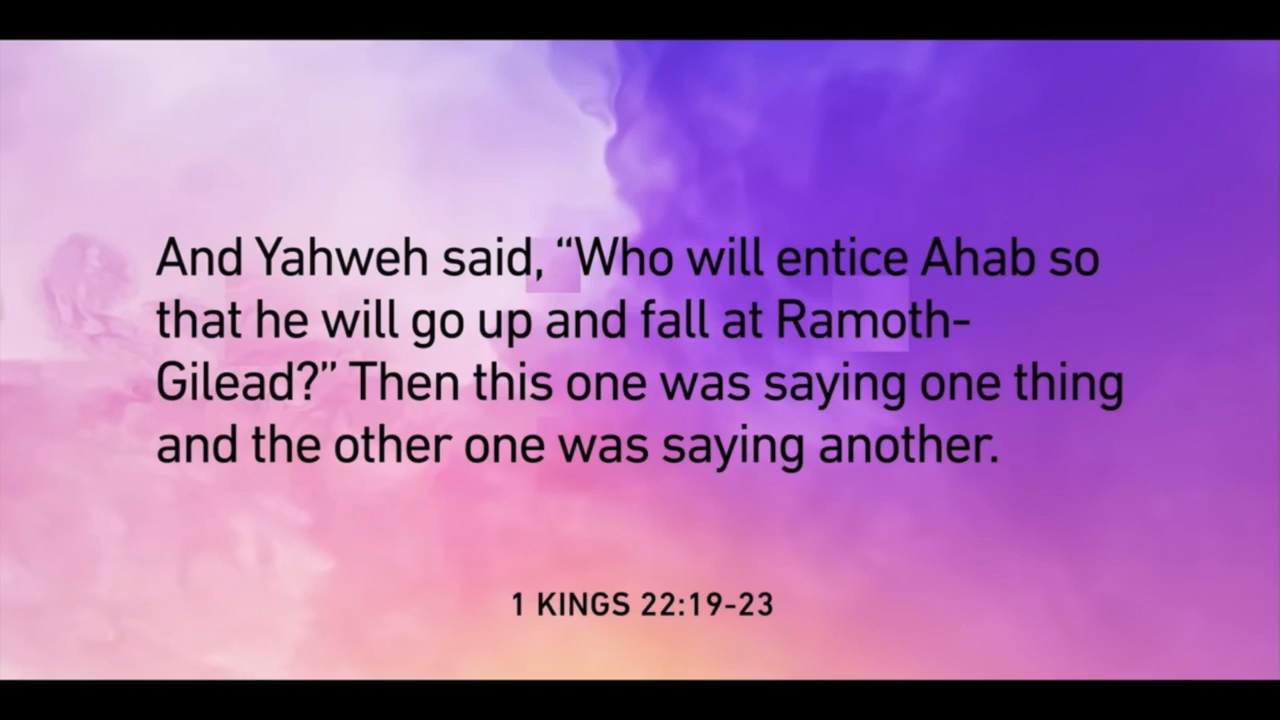 And Yahweh said, “Who will entice Ahab so
that he will go up and fall at Ramoth-
Gilead?” Then this one was saying one thing
and the other one was saying another.
1 KINGS 22:19-23